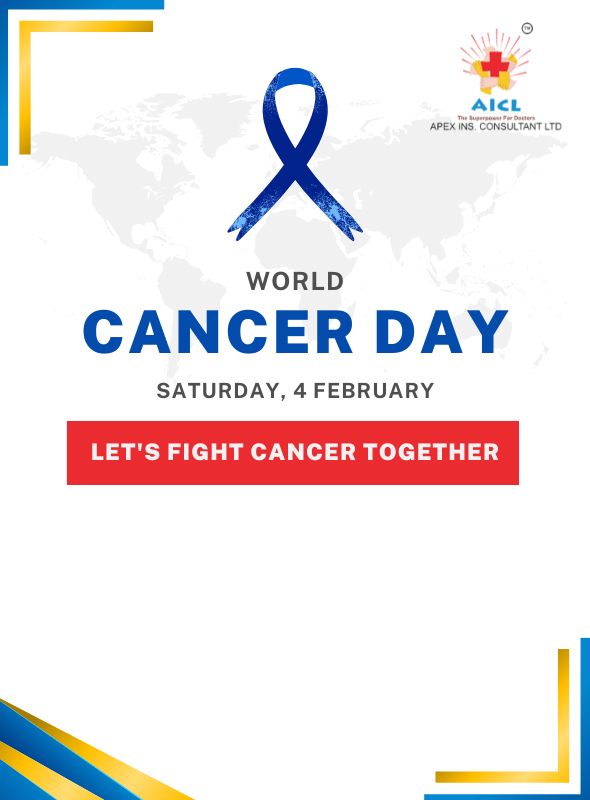 TM
AICL
The Superpower For Doctors
APEX INS. CONSULTANT LTD
WORLD
CANCER DAY
SATURDAY, 4 FEBRUARY
LET'S FIGHT CANCER TOGETHER